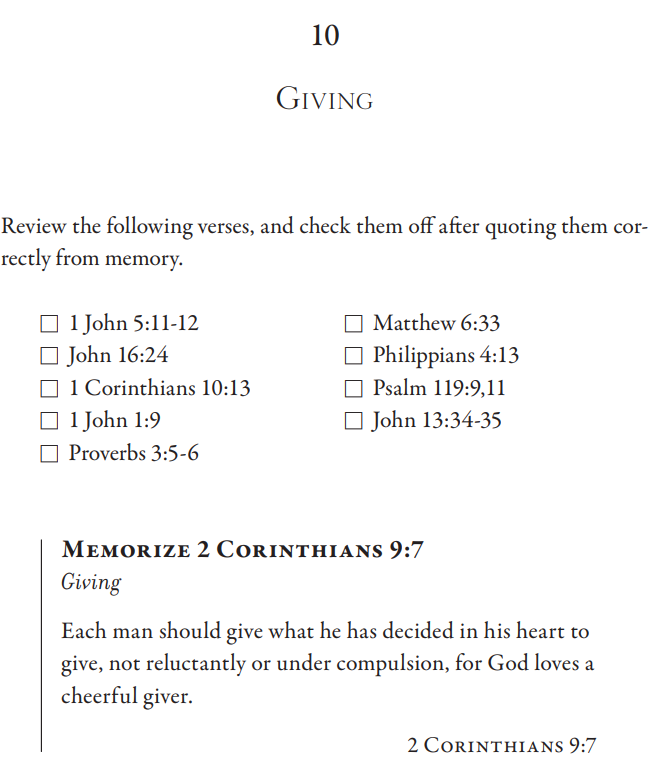 10
GIVING
Review the following verses, and check them off after quoting them cor-
rectly from memory.
1 John 5:11-12
John 16:24
1 Corinthians 10:13
1 John 1:9
Proverbs 3:5-6
Matthew 6:33
Philippians 4:13
Psalm 119:9,11
John 13:34-35
MEMORIZE 2 CORINTHIANS 9:7
Giving
Each man should give what he has decided in his heart to
give, not reluctantly or under compulsion, for God loves a
cheerful giver.
2 CORINTHIANS 9:7